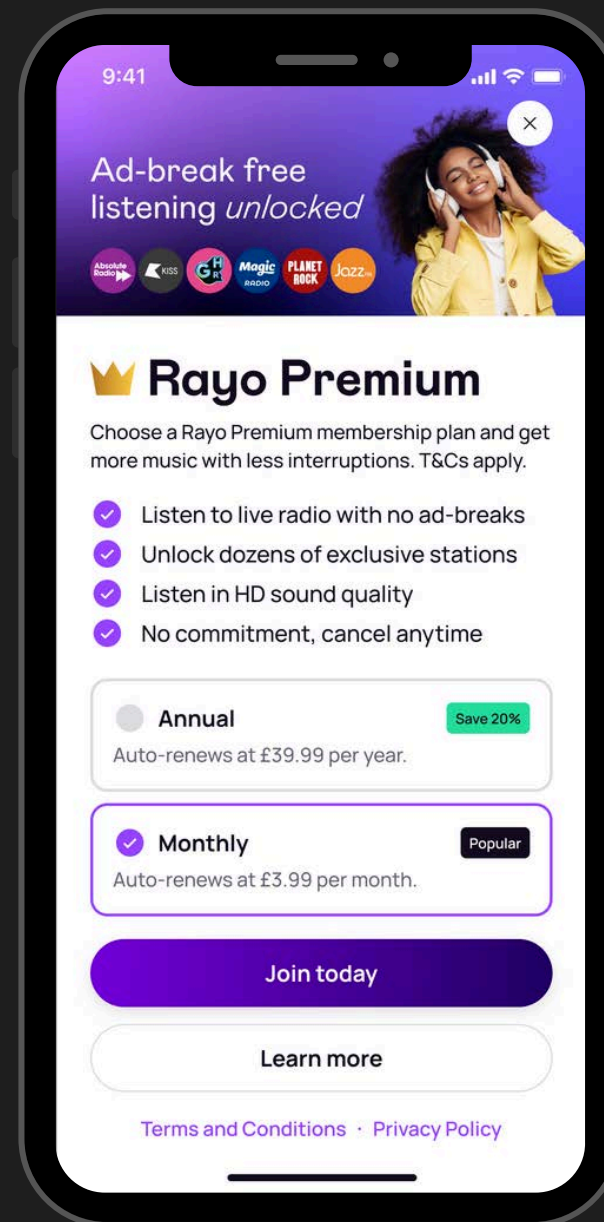 9:41
Ad-break free
listening unlocked
Absolute
Radio
KISS
GHR
Magic
RADIO
PLANET
ROCK
Jazz FM
Rayo Premium
Choose a Rayo Premium membership plan and get
more music with less interruptions. T&Cs apply.
Listen to live radio with no ad-breaks
Unlock dozens of exclusive stations
Listen in HD sound quality
No commitment, cancel anytime
Annual
Save 20%
Auto-renews at £39.99 per year.
Monthly
Popular
Auto-renews at £3.99 per month.
Join today
Learn more
Terms and Conditions · Privacy Policy